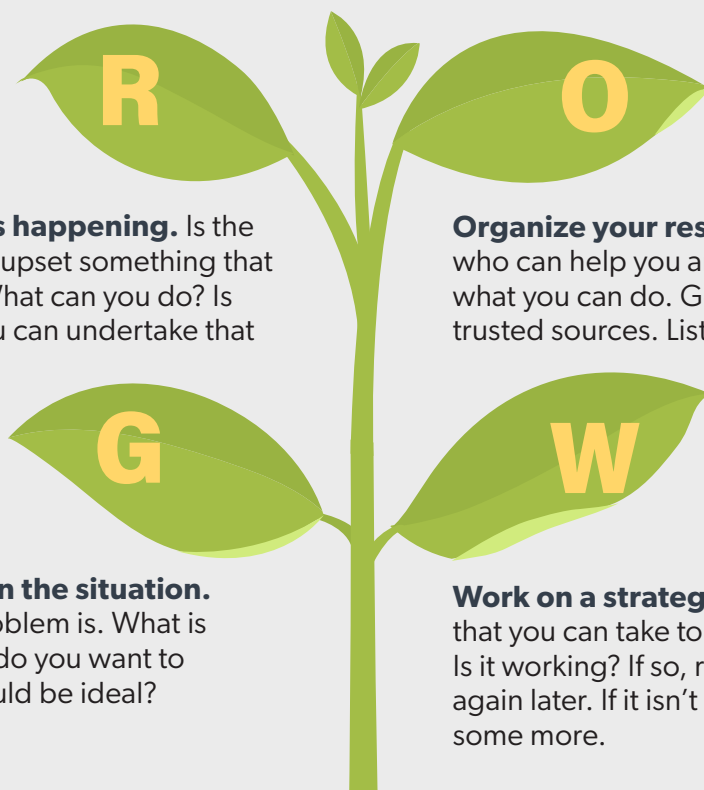 R
O
s happening. Is the
upset something that
What can you do? Is
u can undertake that
Organize your res
who can help you a
what you can do. G
trusted sources. List
G
W
n the situation.
oblem is. What is
do you want to
uld be ideal?
Work on a strateg
that you can take to
Is it working? If so, r
again later. If it isn’t
some more.